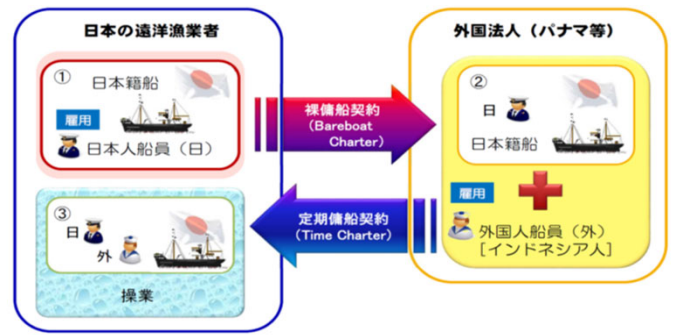 日本の遠洋漁業者
①
日本籍船
雇用
日本人船員（日）
裸傭船契約
（Bareboat
Charter）
外国法人（パナマ等）
②
日
日本籍船
雇用
外国人船員（外）
［インドネシア人］
定期傭船契約
（Time Charter）
③
日
外
操業